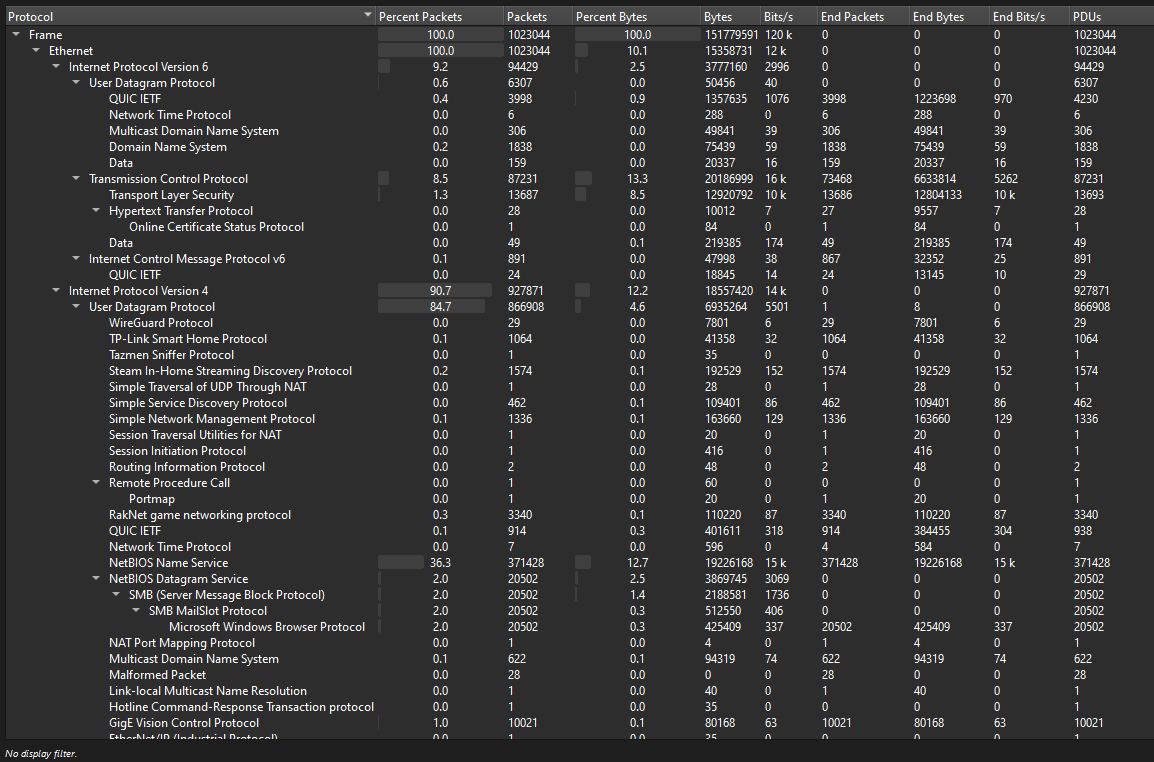 Protocol Percent Packets Packets Percent Bytes Bytes Bits/s End Packets End Bytes End Bits/s PDUs
Frame 100.0 1023044 100.0 151779591 120 k 0 0 0 1023044
Ethernet 100.0 1023044 10.1 15358731 12 k 0 0 0 1023044
Internet Protocol Version 6 9.2 94429 2.5 3777160 2996 0 0 0 94429
User Datagram Protocol 0.6 6307 0.0 50456 40 0 0 0 6307
QUIC IETF 0.4 3998 0.9 1357635 1076 3998 1223698 970 4230
Network Time Protocol 0.0 6 0.0 288 0 6 288 0 6
Multicast Domain Name System 0.0 306 0.0 49841 39 306 49841 39 306
Domain Name System 0.2 1838 0.0 75439 59 1838 75439 59 1838
Data 0.0 159 0.0 20337 16 159 20337 16 159
Transmission Control Protocol 8.5 87231 13.3 20186999 16 k 73468 6633814 5262 87231
Transport Layer Security 1.3 13687 8.5 12920792 10 k 13686 12804133 10 k 13693
Hypertext Transfer Protocol 0.0 28 0.0 10012 7 27 9557 7 28
Online Certificate Status Protocol 0.0 1 0.0 84 0 1 84 0 1
Data 0.0 49 0.1 219385 174 49 219385 174 49
Internet Control Message Protocol v6 0.1 891 0.0 47998 38 867 32352 25 891
QUIC IETF 0.0 24 0.0 18845 14 24 13145 10 29
Internet Protocol Version 4 90.7 927871 12.2 18557420 14 k 0 0 0 927871
User Datagram Protocol 84.7 866908 4.6 6935264 5501 1 8 0 866908
WireGuard Protocol 0.0 29 0.0 7801 6 29 7801 6 29
TP-Link Smart Home Protocol 0.1 1064 0.0 41358 32 1064 41358 32 1064
Tazmen Sniffer Protocol 0.0 1 0.0 35 0 0 0 0 1
Steam In-Home Streaming Discovery Protocol 0.2 1574 0.1 192529 152 1574 192529 152 1574
Simple Traversal of UDP Through NAT 0.0 1 0.0 28 0 1 28 0 1
Simple Service Discovery Protocol 0.0 462 0.1 109401 86 462 109401 86 462
Simple Network Management Protocol 0.1 1336 0.1 163660 129 1336 163660 129 1336
Session Traversal Utilities for NAT 0.0 1 0.0 20 0 1 20 0 1
Session Initiation Protocol 0.0 1 0.0 416 0 1 416 0 1
Routing Information Protocol 0.0 2 0.0 48 0 2 48 0 2
Remote Procedure Call 0.0 1 0.0 60 0 0 0 0 1
Portmap 0.0 1 0.0 20 0 1 20 0 1
RakNet game networking protocol 0.3 3340 0.1 110220 87 3340 110220 87 3340
QUIC IETF 0.1 914 0.3 401611 318 914 384455 304 938
Network Time Protocol 0.0 7 0.0 596 0 4 584 0 7
NetBIOS Name Service 36.3 371428 12.7 19226168 15 k 371428 19226168 15 k 371428
NetBIOS Datagram Service 2.0 20502 2.5 3869745 3069 0 0 0 20502
SMB (Server Message Block Protocol) 2.0 20502 1.4 2188581 1736 0 0 0 20502
SMB MailSlot Protocol 2.0 20502 0.3 512550 406 0 0 0 20502
Microsoft Windows Browser Protocol 2.0 20502 0.3 425409 337 20502 425409 337 20502
NAT Port Mapping Protocol 0.0 1 0.0 4 0 1 4 0 1
Multicast Domain Name System 0.1 622 0.1 94319 74 622 94319 74 622
Malformed Packet 0.0 28 0.0 0 0 28 0 0 28
Link-local Multicast Name Resolution 0.0 1 0.0 40 0 1 40 0 1
Hotline Command-Response Transaction protocol 0.0 1 0.0 35 0 0 0 0 1
GigE Vision Control Protocol 1.0 10021 0.1 80168 63 10021 80168 63 10021
EtherNet/IP (Industrial Protocol) 0.0 1 0.0 25 0 0 0 0 1
No display filter.